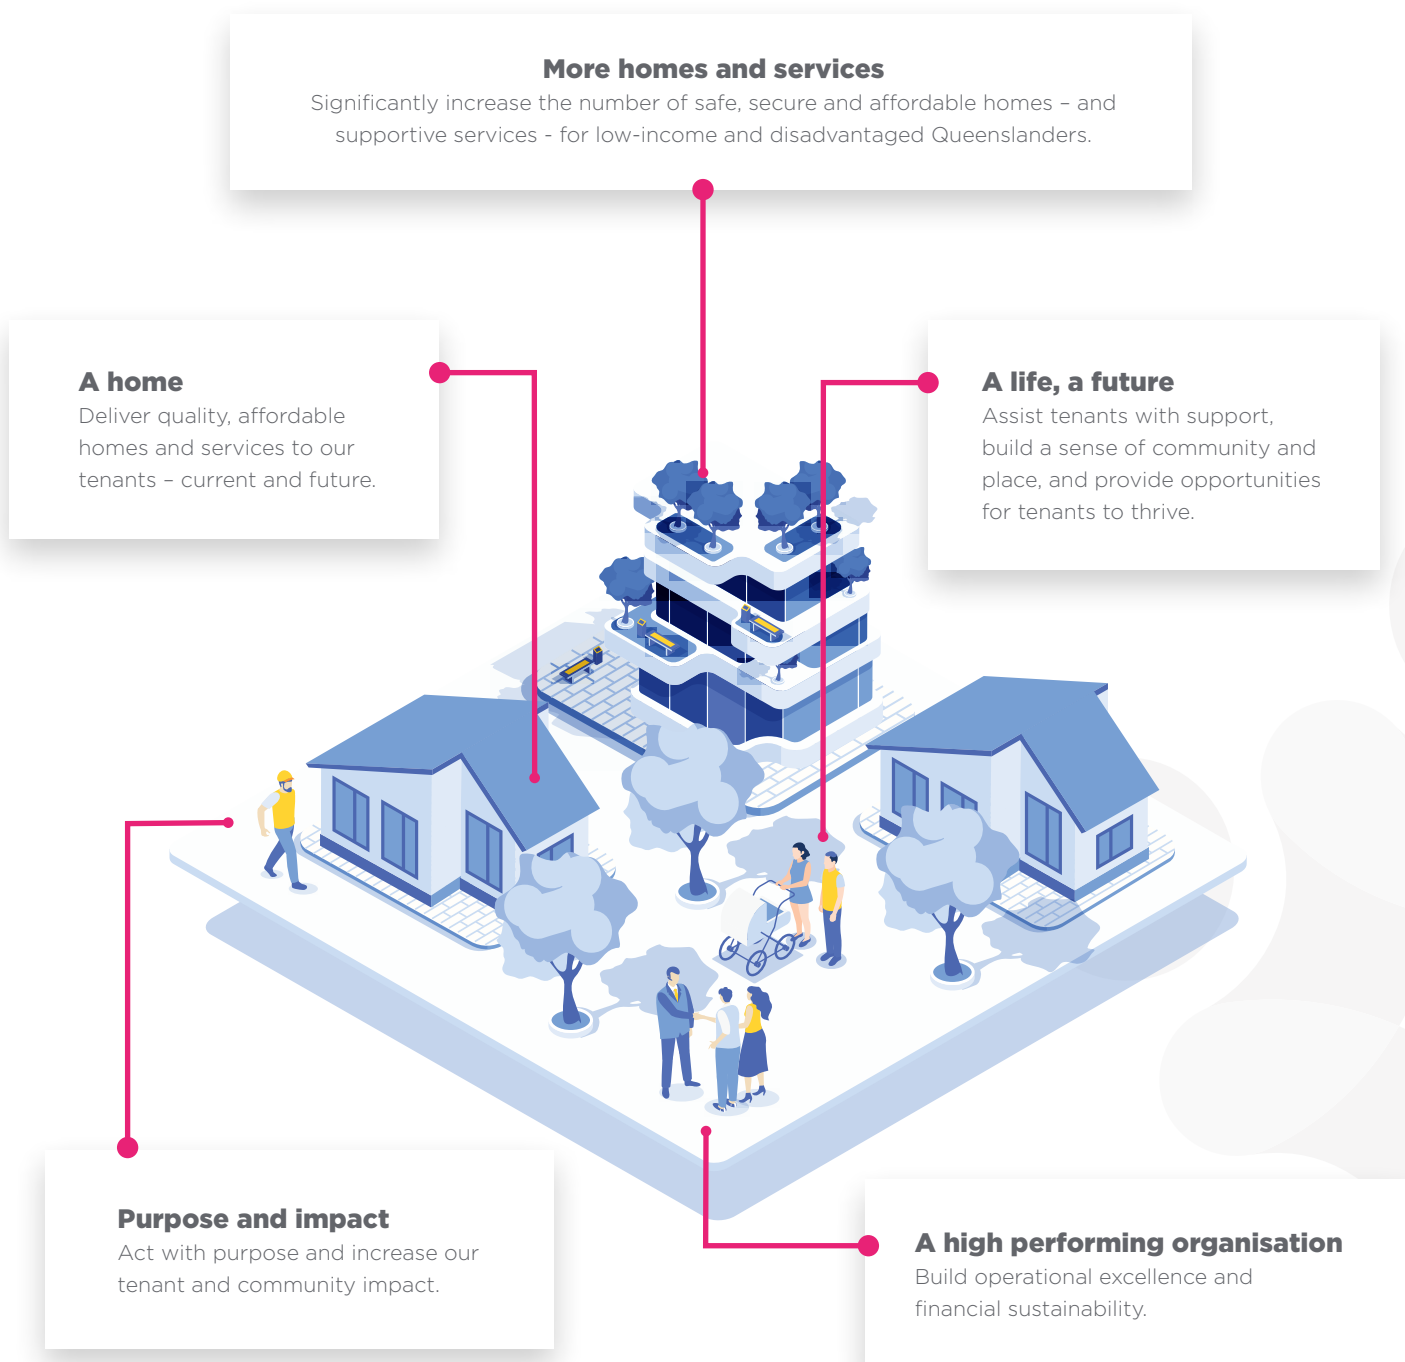 More homes and services
Significantly increase the number of safe, secure and affordable homes – and
supportive services - for low-income and disadvantaged Queenslanders.
A home
Deliver quality, affordable
homes and services to our
tenants – current and future.
A life, a future
Assist tenants with support,
build a sense of community and
place, and provide opportunities
for tenants to thrive.
Purpose and impact
Act with purpose and increase our
tenant and community impact.
A high performing organisation
Build operational excellence and
financial sustainability.